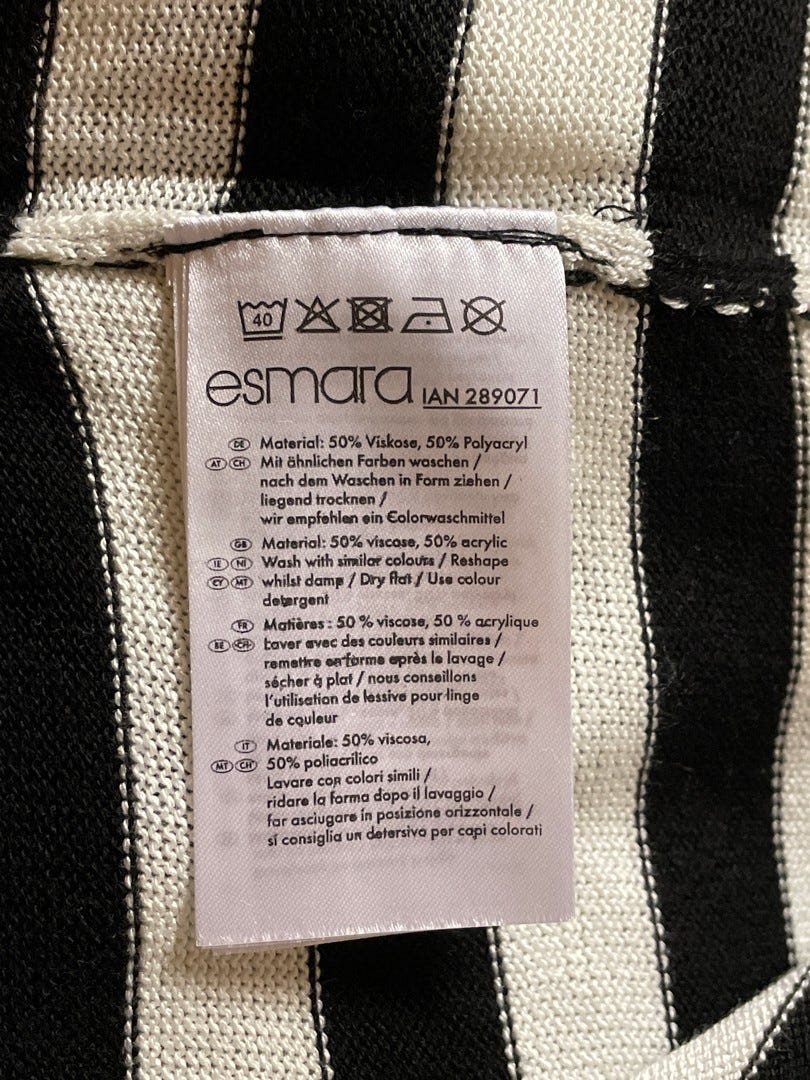 40
esmara IAN 289071
DE Material: 50% Viskose, 50% Polyacryl
AT CH Mit ähnlichen Farben waschen /
nach dem Waschen in Form ziehen /
liegend trocknen /
wir empfehlen ein Colorwaschmittel
GB Material: 50% viscose, 50% acrylic
IE NI Wash with similar colours / Reshape
CY MT whilst damp / Dry flat / Use colour
detergent
FR Matières : 50 % viscose, 50 % acrylique
BE CH Laver avec des couleurs similaires /
remettre en forme après le lavage /
sécher à plat / nous conseillons
l'utilisation de lessive pour linge
de couleur
IT Materiale: 50% viscosa,
MT CH 50% poliacrilico
Lavare con colori simili /
ridare la forma dopo il lavaggio /
far asciugare in posizione orizzontale /
si consiglia un detersivo per capi colorati